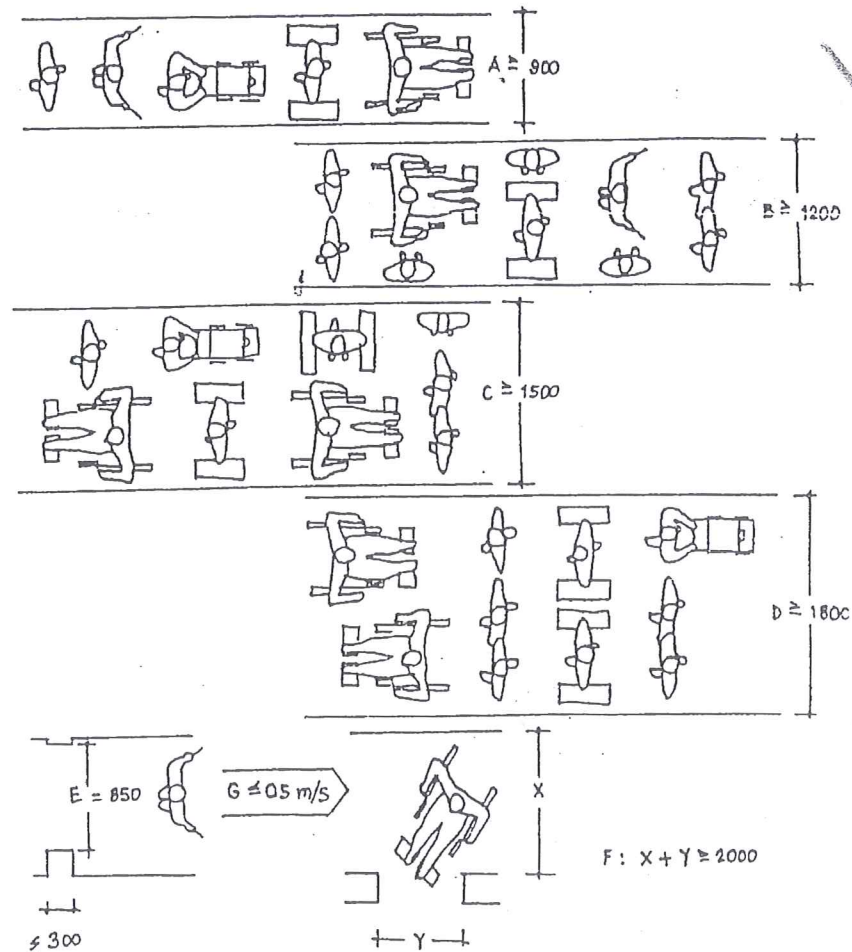 A ≥ 900
B ≥ 1200
C ≥ 1500
D ≥ 1800
E = 850
G ≤ 0.5 m/s
X
F: X + Y ≥ 2000
≤ 300
Y